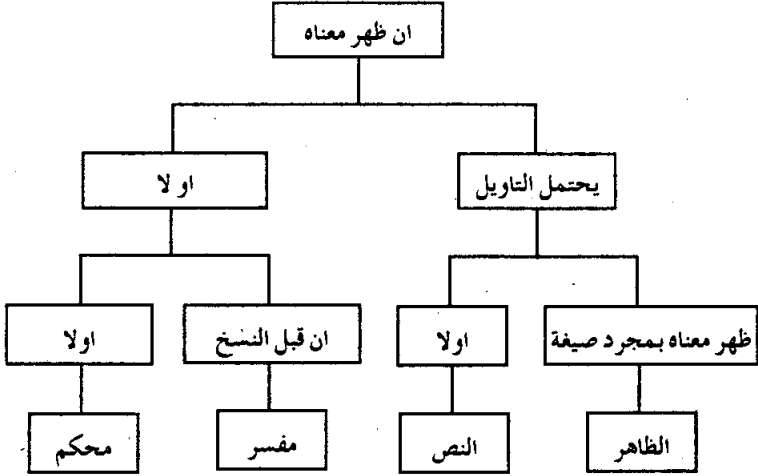 ان ظهر معناه
يحتمل التاويل
او لا
ظهر معناه بمجرد صيغة
اولا
ان قبل النسخ
اولا
الظاهر
النص
مفسر
محكم